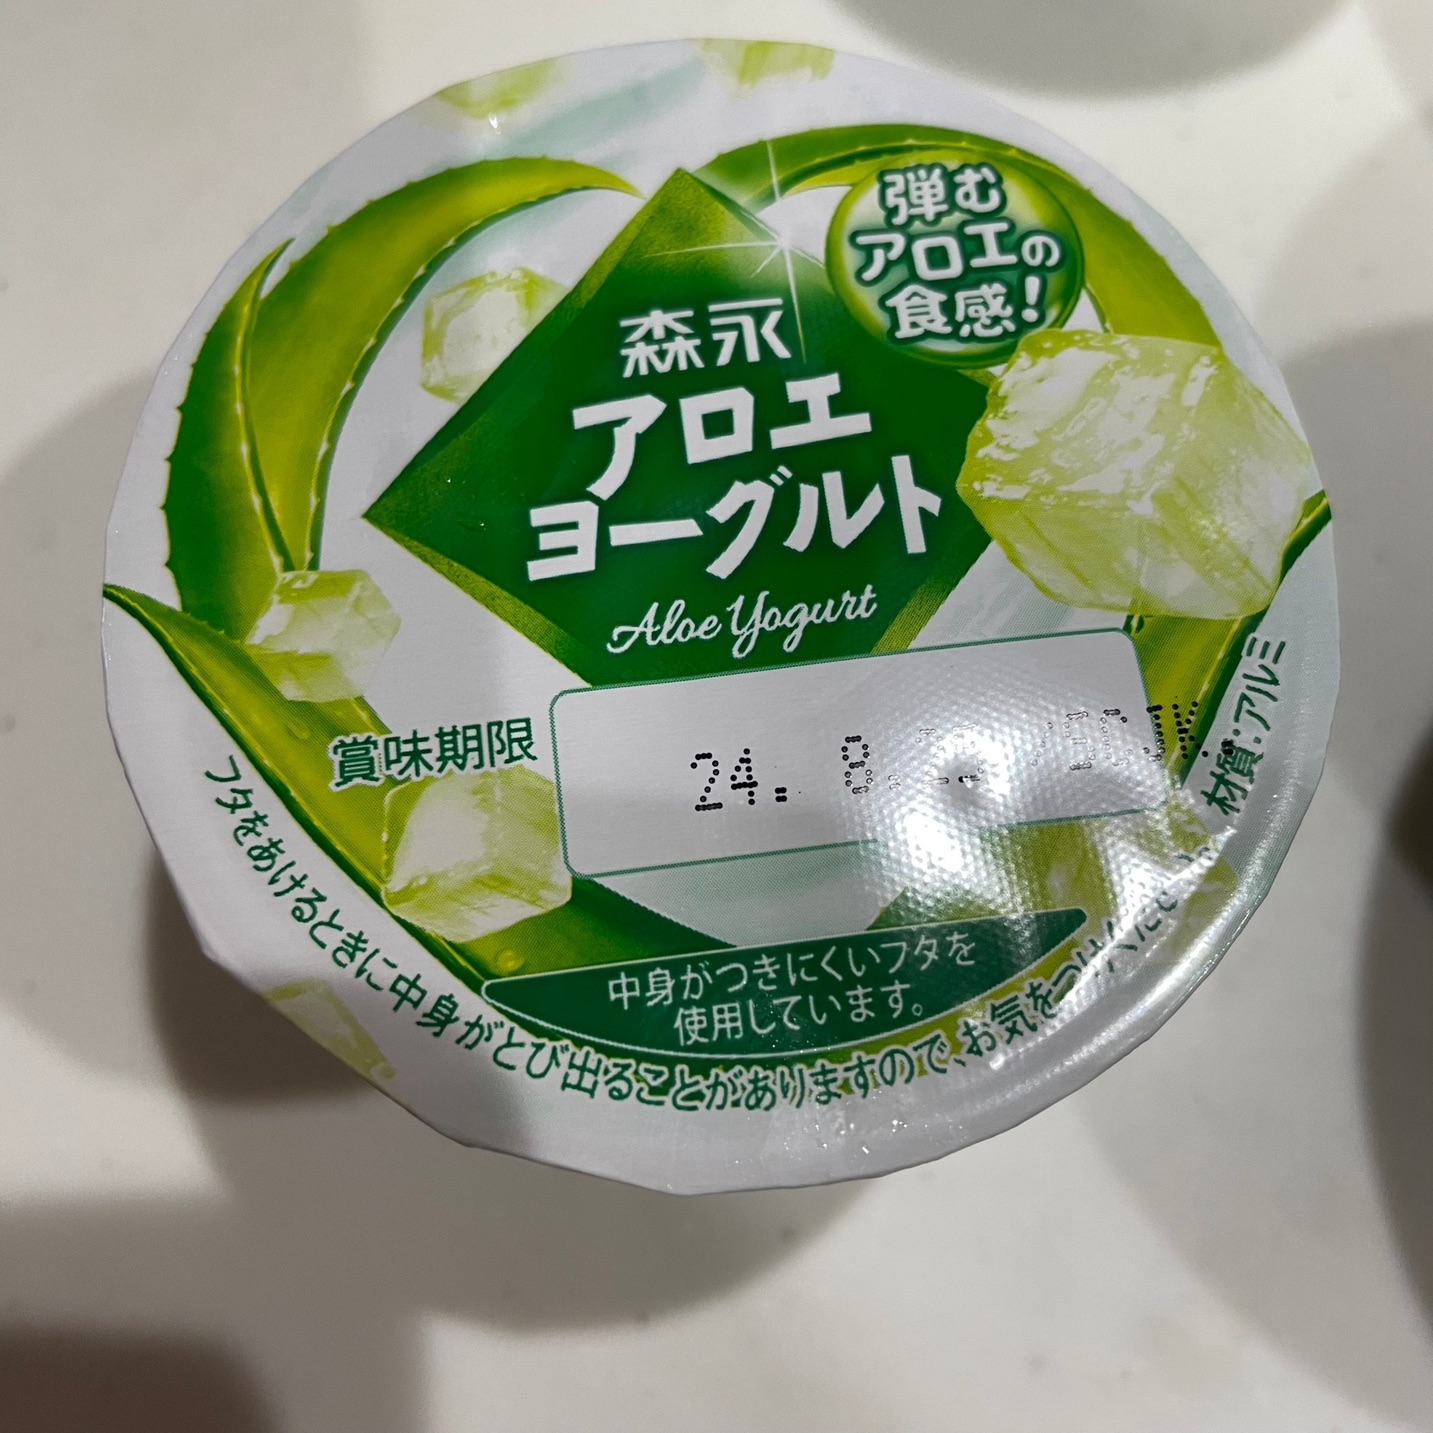 弾む
アロエの
食感!
森永
アロエ
ヨーグルト
Aloe Yogurt
賞味期限
24. 8.
材質:アルミ
中身がつきにくいフタを
使用しています。
フタをあけるときに中身がとび出ることがありますので、お気をつけください。